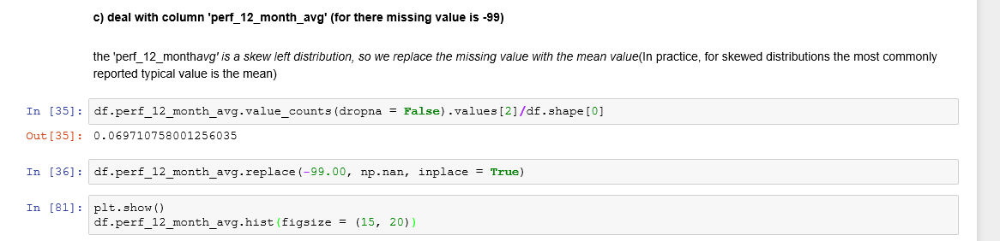 c) deal with column 'perf_12_month_avg' (for there missing value is -99)
the 'perf_12_monthavg' is a skew left distribution, so we replace the missing value with the mean value(In practice, for skewed distributions the most commonly
reported typical value is the mean)
In [35]: df.perf_12_month_avg.value_counts(dropna = False).values[2]/df.shape[0]
Out[35]: 0.069710758001256035
In [36]: df.perf_12_month_avg.replace(-99.00, np.nan, inplace = True)
In [81]: plt.show()
df.perf_12_month_avg.hist(figsize = (15, 20))